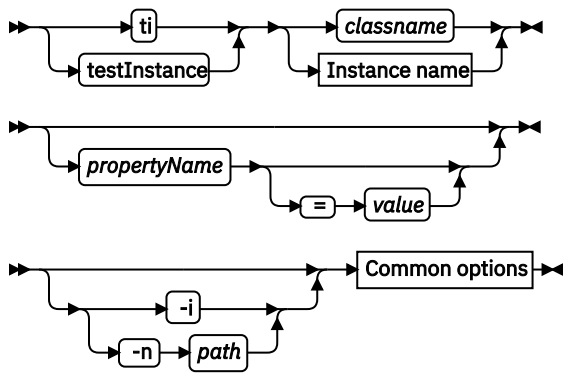 ti
classname
testInstance
Instance name
propertyName
= value
-i
Common options
-n path